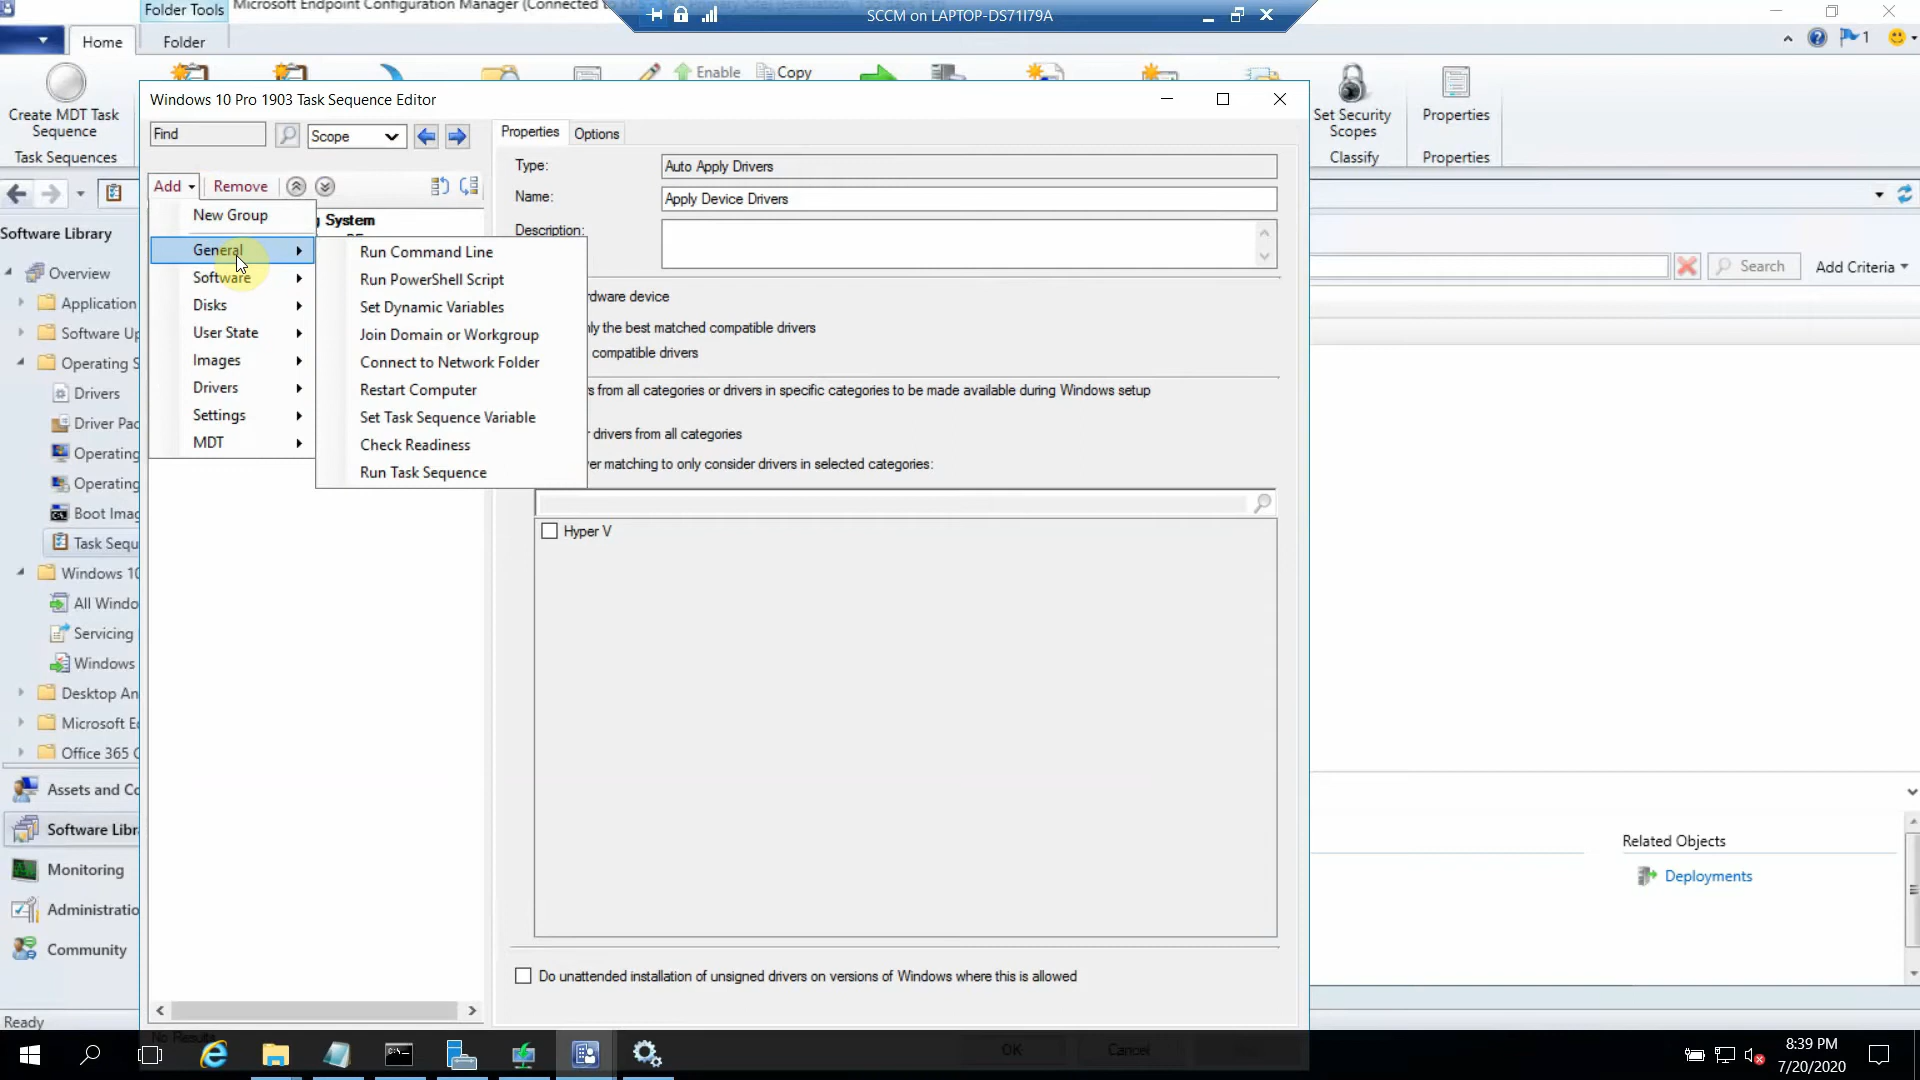 Folder Tools
Microsoft Endpoint Configuration Manager (Connected to
SCCM on LAPTOP-DS71I79A
Home
Folder
1
Enable
Copy
Create MDT Task
Sequence
Task Sequences
Set Security
Scopes
Classify
Properties
Properties
Windows 10 Pro 1903 Task Sequence Editor
Find
Scope
Add
Remove
Properties
Options
Type:
Auto Apply Drivers
Name:
Apply Device Drivers
Description:
New Group
General
Software
Disks
User State
Images
Drivers
Settings
MDT
g System
Run Command Line
Run PowerShell Script
Set Dynamic Variables
Join Domain or Workgroup
Connect to Network Folder
Restart Computer
Set Task Sequence Variable
Check Readiness
Run Task Sequence
dware device
ly the best matched compatible drivers
compatible drivers
s from all categories or drivers in specific categories to be made available during Windows setup
drivers from all categories
ver matching to only consider drivers in selected categories:
Hyper V
Do unattended installation of unsigned drivers on versions of Windows where this is allowed
OK
Cancel
Search
Add Criteria
Related Objects
Deployments
Software Library
Overview
Application
Software Up
Operating S
Drivers
Driver Pac
Operating
Operating
Boot Imag
Task Sequ
Windows 10
All Windo
Servicing
Windows
Desktop An
Microsoft E
Office 365 C
Assets and Co
Software Libr
Monitoring
Administratio
Community
Ready
No Results
8:39 PM
7/20/2020